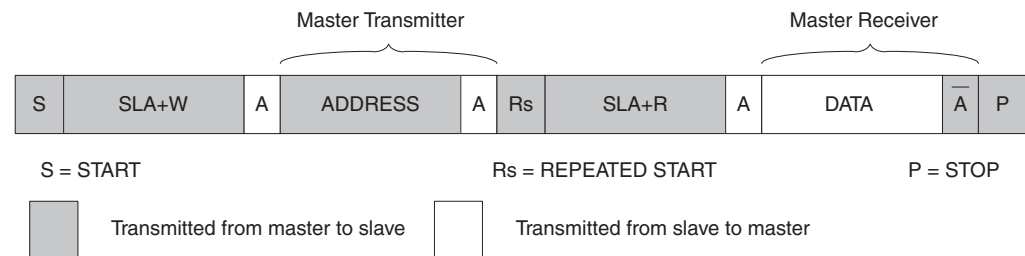 Master Transmitter Master Receiver
S SLA+W A ADDRESS A Rs SLA+R A DATA A̅ P
S = START Rs = REPEATED START P = STOP
Transmitted from master to slave Transmitted from slave to master